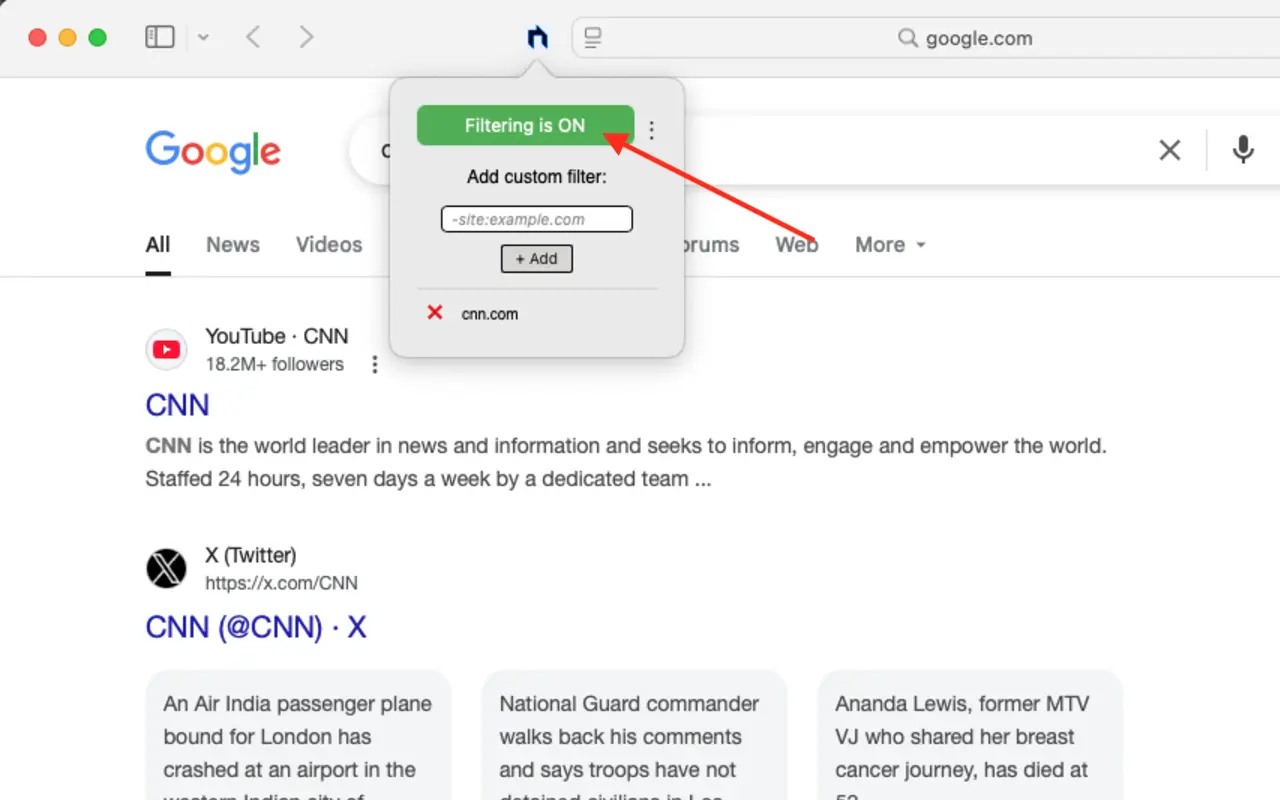 google.com
Filtering is ON
Google
Add custom filter:
-site:example.com
+ Add
cnn.com
All News Videos Web More
YouTube · CNN
18.2M+ followers
CNN
CNN is the world leader in news and information and seeks to inform, engage and empower the world.
Staffed 24 hours, seven days a week by a dedicated team ...
X (Twitter)
https://x.com/CNN
CNN (@CNN) · X
An Air India passenger plane
bound for London has
crashed at an airport in the
National Guard commander
walks back his comments
and says troops have not
Ananda Lewis, former MTV
VJ who shared her breast
cancer journey, has died at